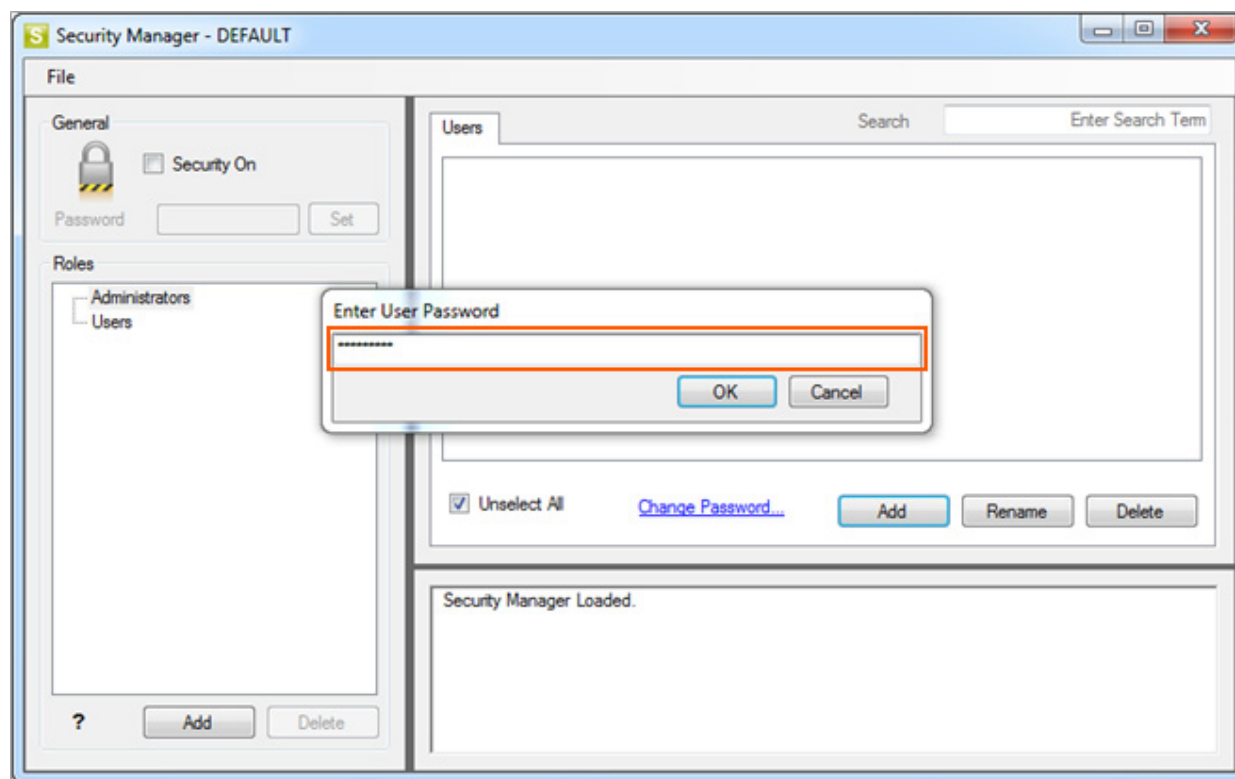 S Security Manager - DEFAULT
File
General
Security On
Password
Set
Roles
Administrators
Users
? Add Delete
Users
Search Enter Search Term
Enter User Password
*********
OK Cancel
Unselect All Change Password... Add Rename Delete
Security Manager Loaded.